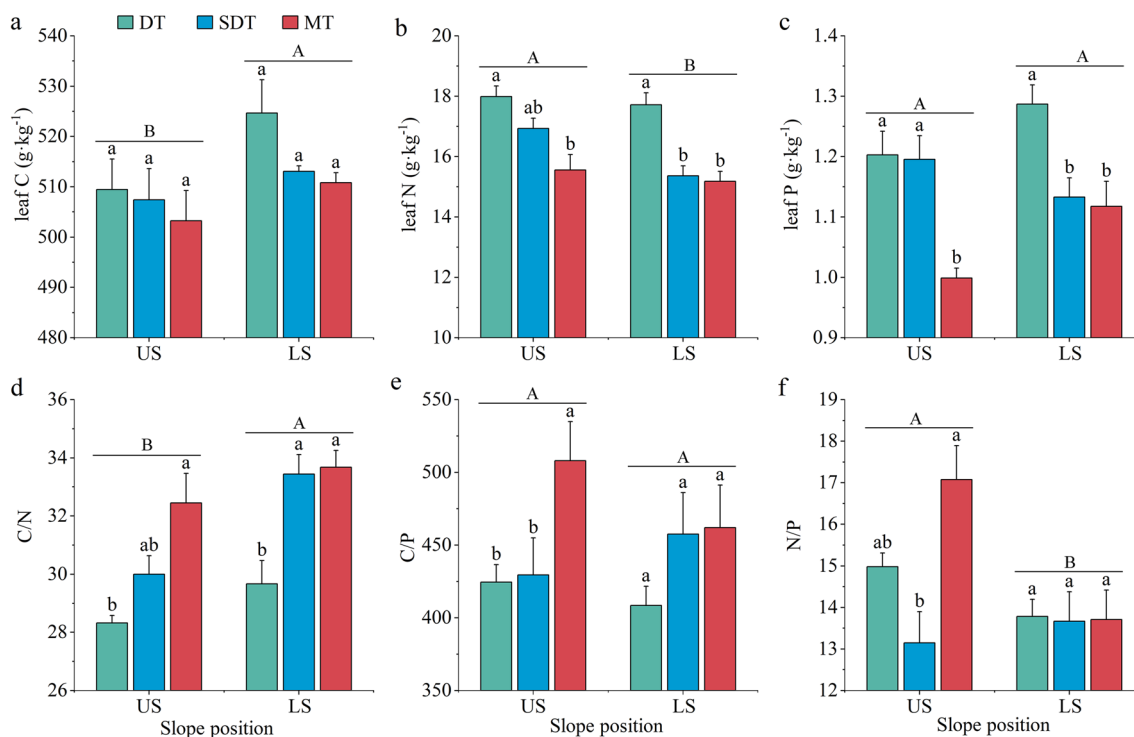 a
DT SDT MT
leaf C (g·kg⁻¹)
540
530
520
510
500
490
480
B
a a a
A
a a a
US LS
b
leaf N (g·kg⁻¹)
20
18
16
14
12
10
A
a ab b
B
a b b
US LS
c
leaf P (g·kg⁻¹)
1.4
1.3
1.2
1.1
1.0
0.9
A
a a b
A
a b b
US LS
d
C/N
36
34
32
30
28
26
B
b ab a
A
b a a
US LS
Slope position
e
C/P
550
500
450
400
350
A
b b a
A
a a a
US LS
Slope position
f
N/P
19
18
17
16
15
14
13
12
A
ab b a
B
a a a
US LS
Slope position